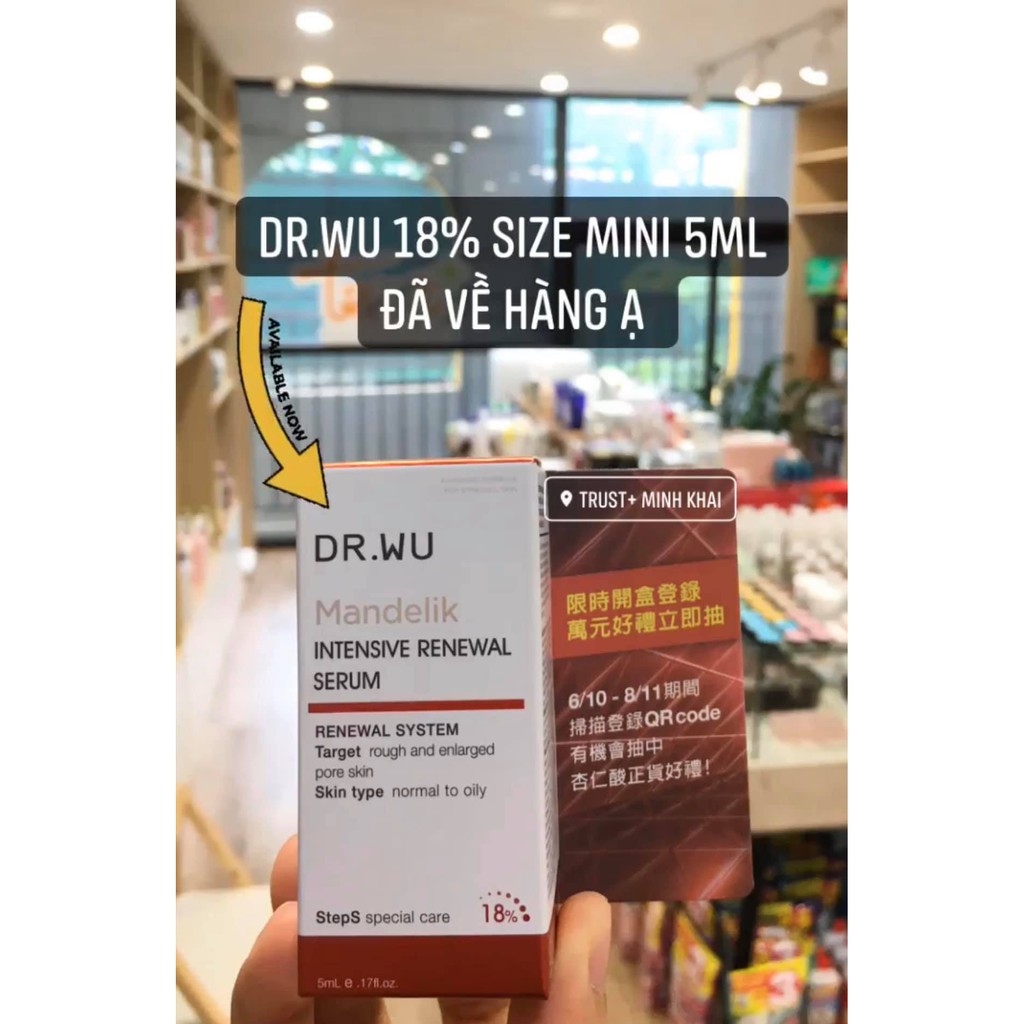 DR.WU 18% SIZE MINI 5ML
ĐÃ VỀ HÀNG Ạ
AVAILABLE NOW
TRUST+ MINH KHAI
DR.WU
Mandelik
INTENSIVE RENEWAL
SERUM
RENEWAL SYSTEM
Target rough and enlarged
pore skin
Skin type normal to oily
StepS special care
18%
5mL e .17fl.oz.
限時開盒登錄
萬元好禮立即抽
6/10 - 8/11期間
掃描登錄QR code
有機會抽中
杏仁酸正貨好禮!